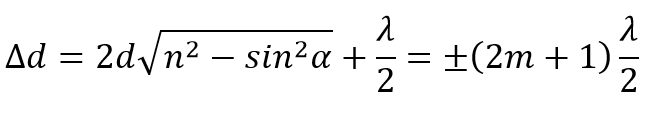 Δd = 2d√(n² − sin²α) + λ/2 = ±(2m + 1) λ/2